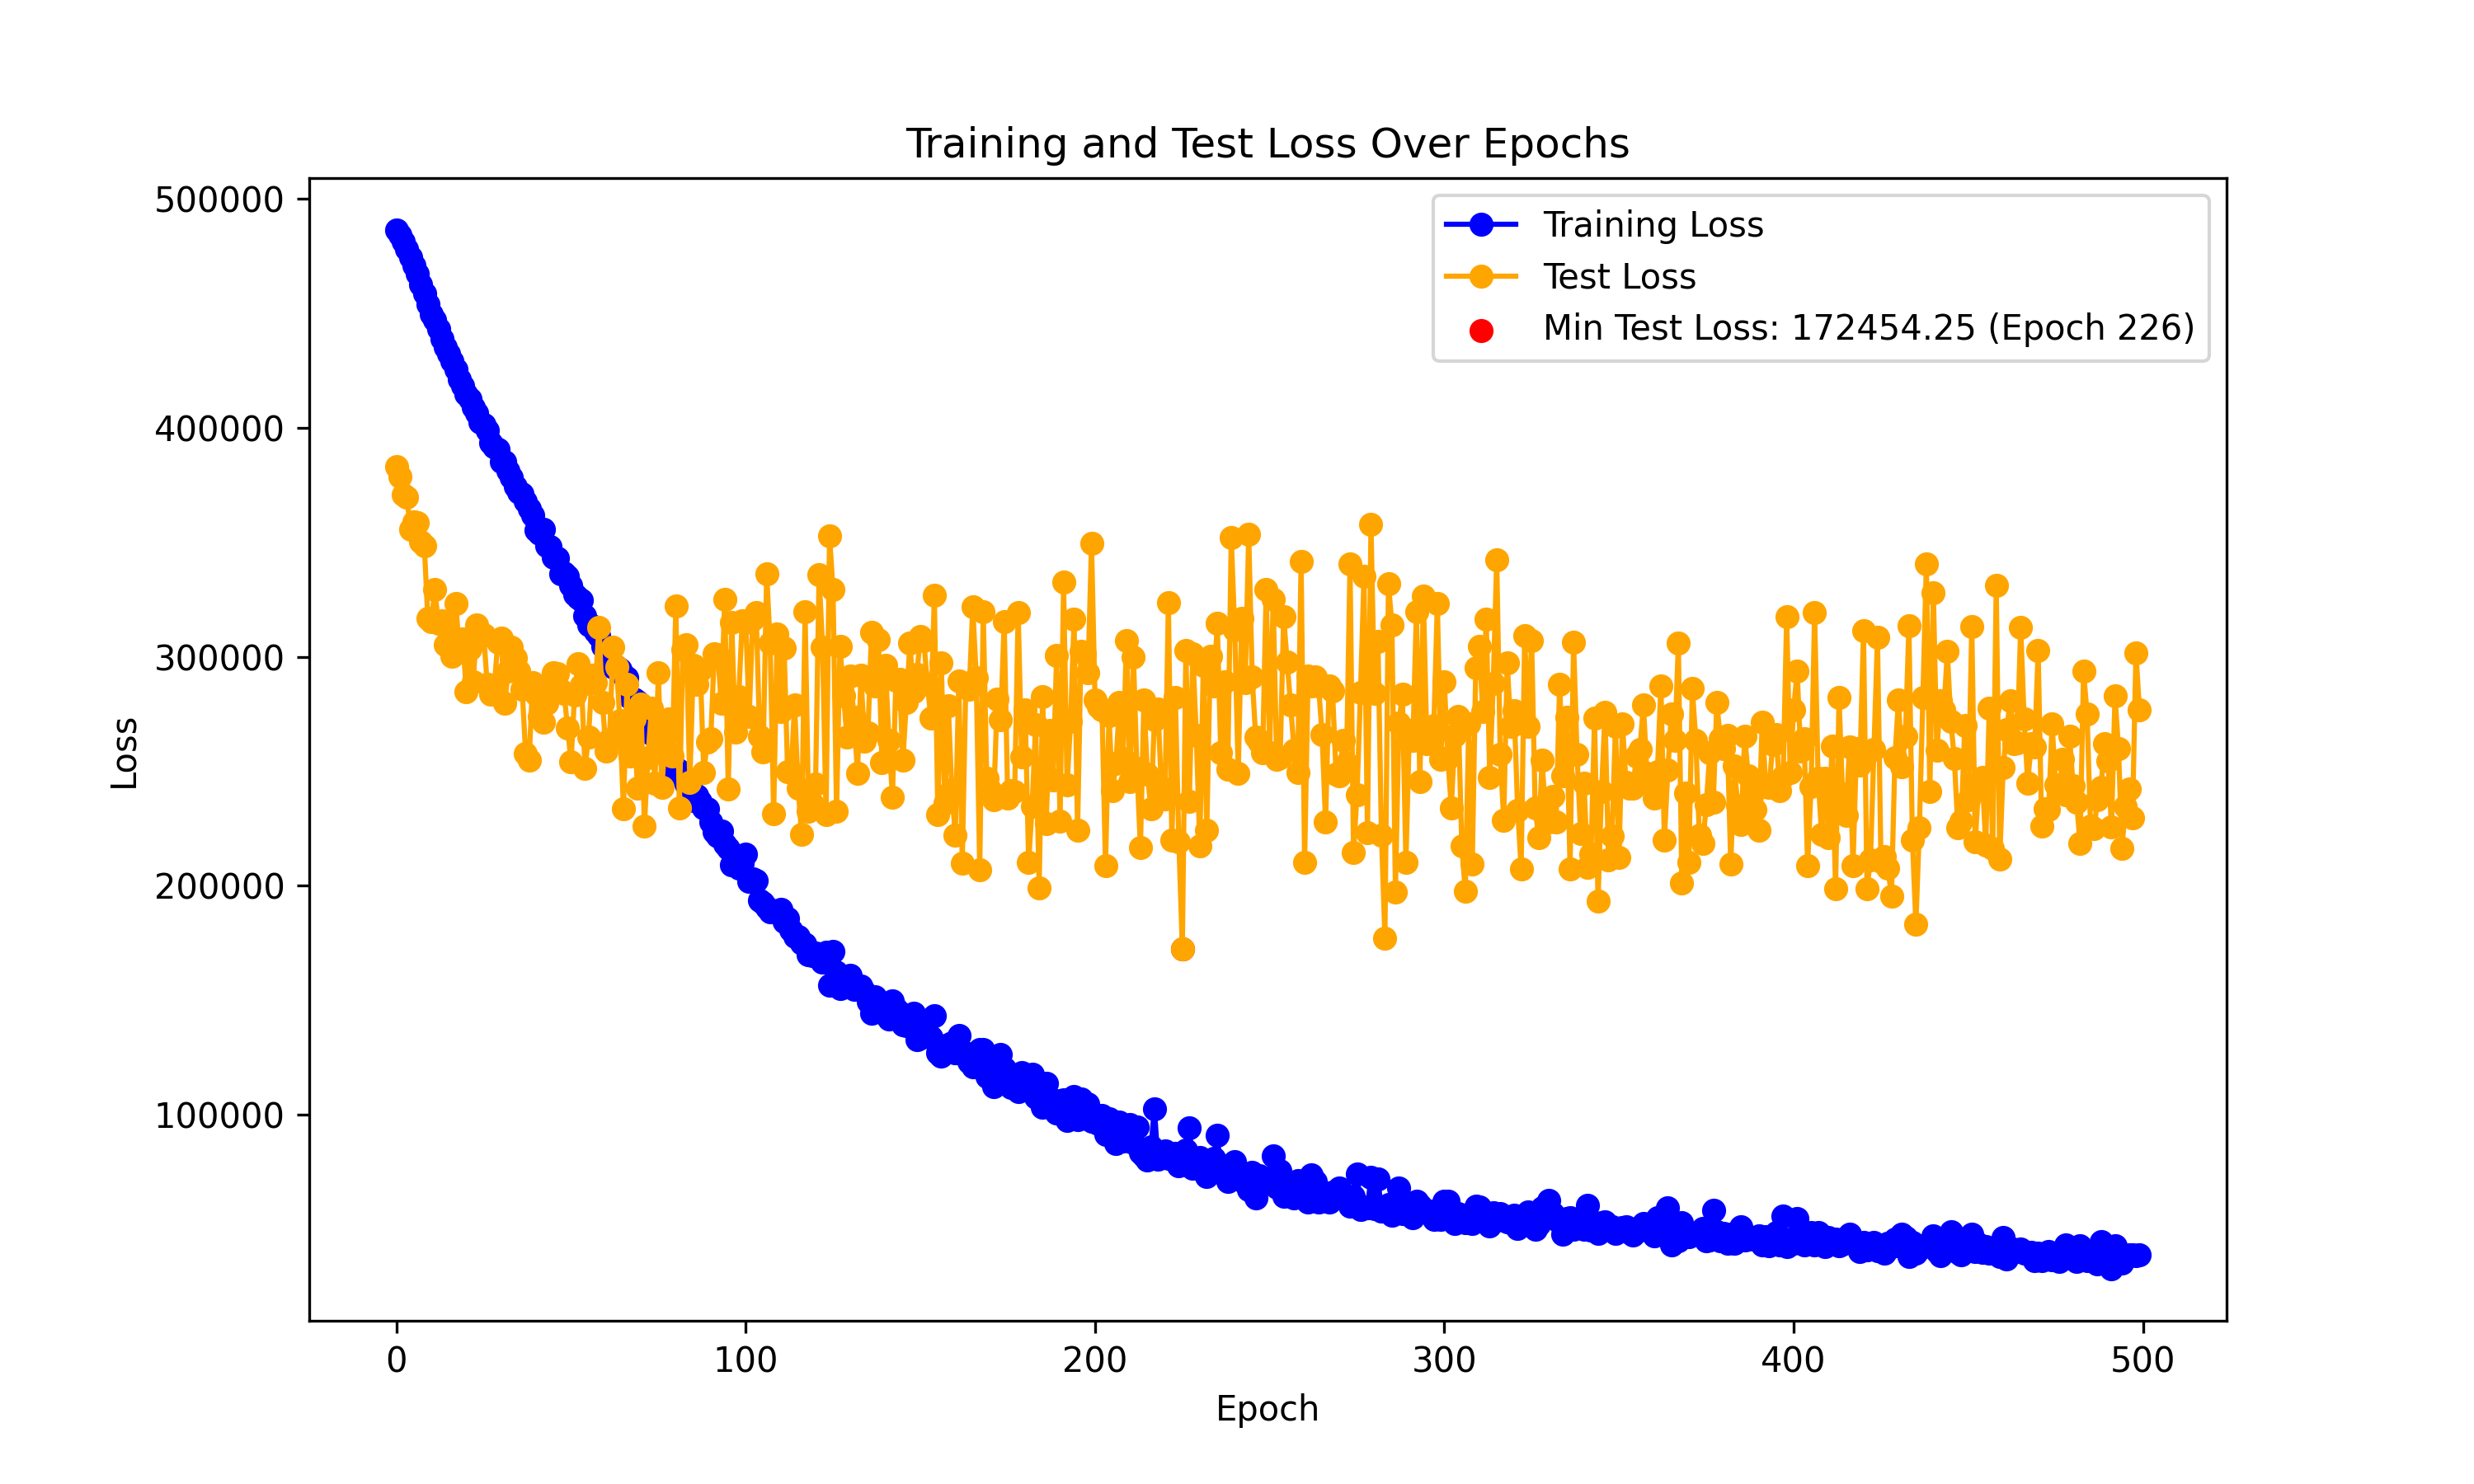 Training and Test Loss Over Epochs
500000
400000
300000
200000
100000
Loss
Training Loss
Test Loss
Min Test Loss: 172454.25 (Epoch 226)
0 100 200 300 400 500
Epoch